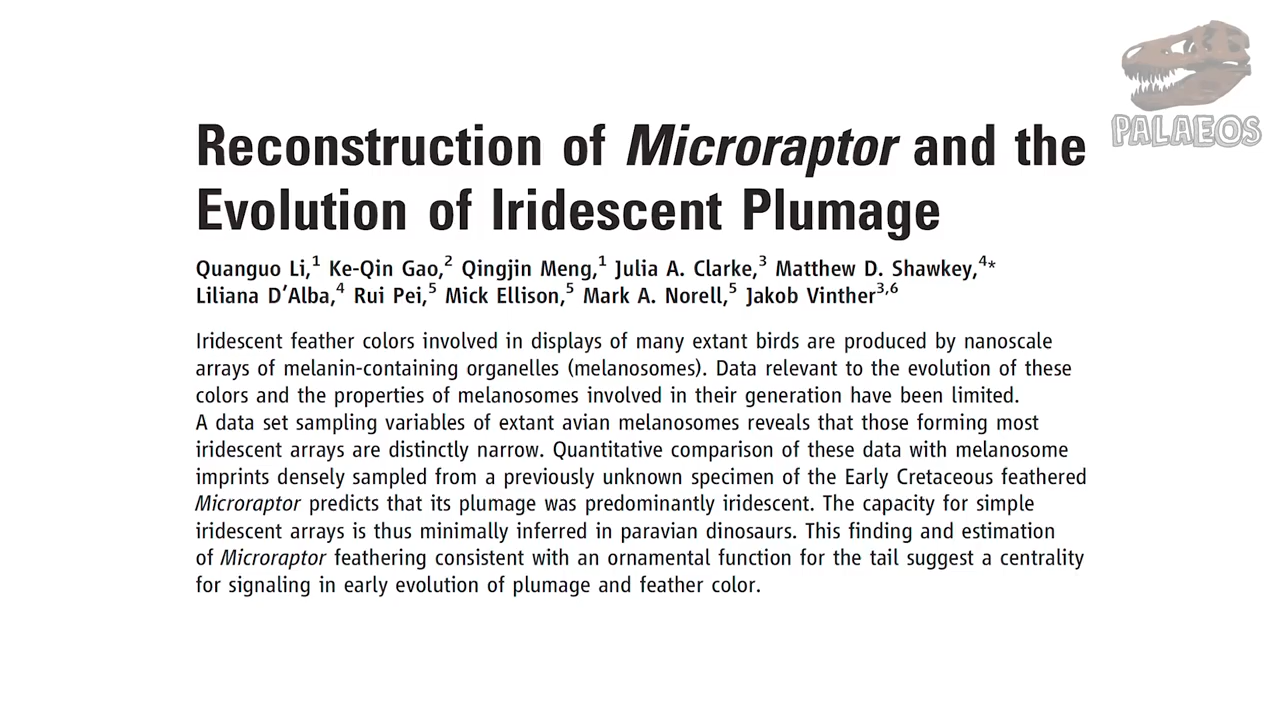 PALAEOS
Reconstruction of Microraptor and the
Evolution of Iridescent Plumage
Quanguo Li,1 Ke-Qin Gao,2 Qingjin Meng,1 Julia A. Clarke,3 Matthew D. Shawkey,4*
Liliana D’Alba,4 Rui Pei,5 Mick Ellison,5 Mark A. Norell,5 Jakob Vinther3,6
Iridescent feather colors involved in displays of many extant birds are produced by nanoscale
arrays of melanin-containing organelles (melanosomes). Data relevant to the evolution of these
colors and the properties of melanosomes involved in their generation have been limited.
A data set sampling variables of extant avian melanosomes reveals that those forming most
iridescent arrays are distinctly narrow. Quantitative comparison of these data with melanosome
imprints densely sampled from a previously unknown specimen of the Early Cretaceous feathered
Microraptor predicts that its plumage was predominantly iridescent. The capacity for simple
iridescent arrays is thus minimally inferred in paravian dinosaurs. This finding and estimation
of Microraptor feathering consistent with an ornamental function for the tail suggest a centrality
for signaling in early evolution of plumage and feather color.